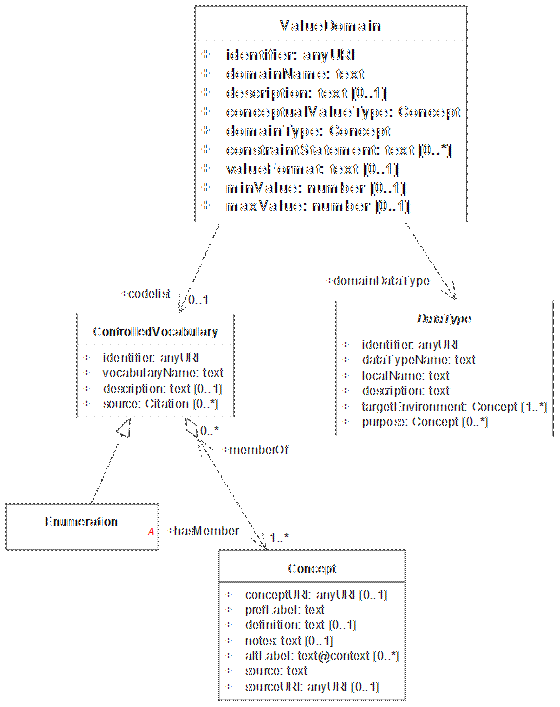 ValueDomain
+ identifier: anyURI
+ domainName: text
+ description: text [0..1]
+ conceptualValueType: Concept
+ domainType: Concept
+ constraintStatement: text [0..*]
+ valueFormat: text [0..1]
+ minValue: number [0..1]
+ maxValue: number [0..1]
+codelist
0..1
+domainDataType
ControlledVocabulary
+ identifier: anyURI
+ vocabularyName: text
+ description: text [0..1]
+ source: Citation [0..*]
DataType
+ identifier: anyURI
+ dataTypeName: text
+ localName: text
+ description: text
+ targetEnvironment: Concept [1..*]
+ purpose: Concept [0..*]
0..*
+memberOf
Enumeration
A
+hasMember
1..*
Concept
+ conceptURI: anyURI [0..1]
+ prefLabel: text
+ definition: text [0..1]
+ notes: text [0..1]
+ altLabel: text@context [0..*]
+ source: text
+ sourceURI: anyURI [0..1]